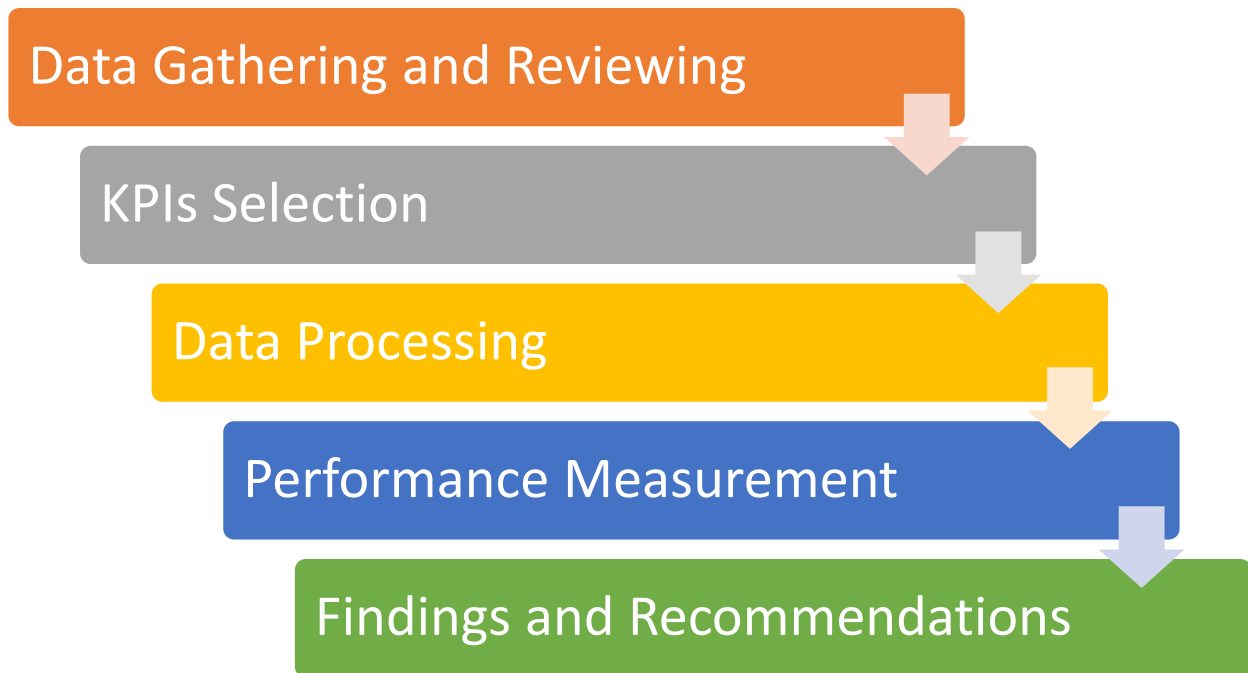 Data Gathering and Reviewing
KPIs Selection
Data Processing
Performance Measurement
Findings and Recommendations